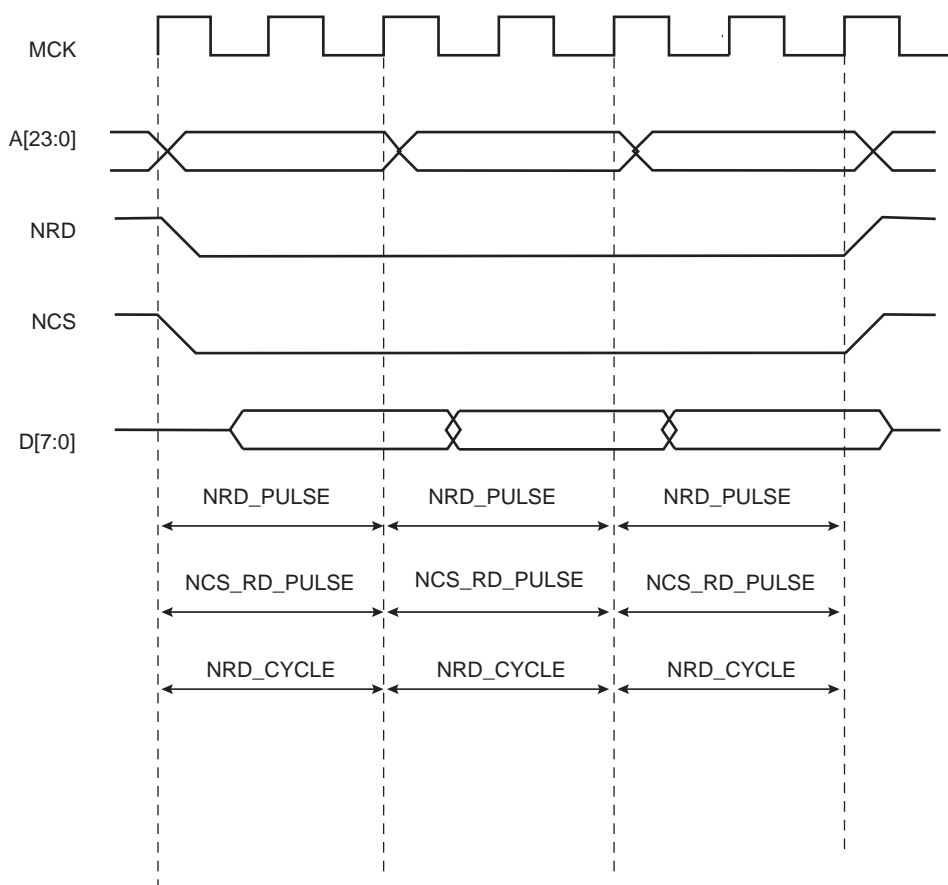 MCK
A[23:0]
NRD
NCS
D[7:0]
NRD_PULSE NRD_PULSE NRD_PULSE
NCS_RD_PULSE NCS_RD_PULSE NCS_RD_PULSE
NRD_CYCLE NRD_CYCLE NRD_CYCLE